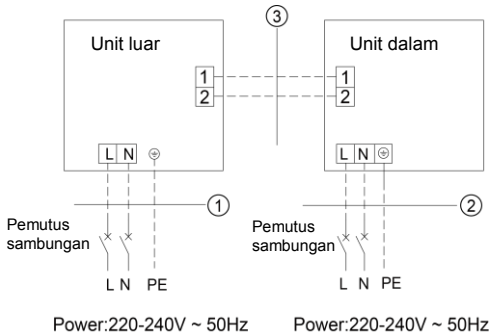 ③
Unit luar
Unit dalam
1
2
1
2
L N ⏚
L N ⏚
①
②
Pemutus
sambungan
Pemutus
sambungan
L N PE
L N PE
Power:220-240V ~ 50Hz
Power:220-240V ~ 50Hz